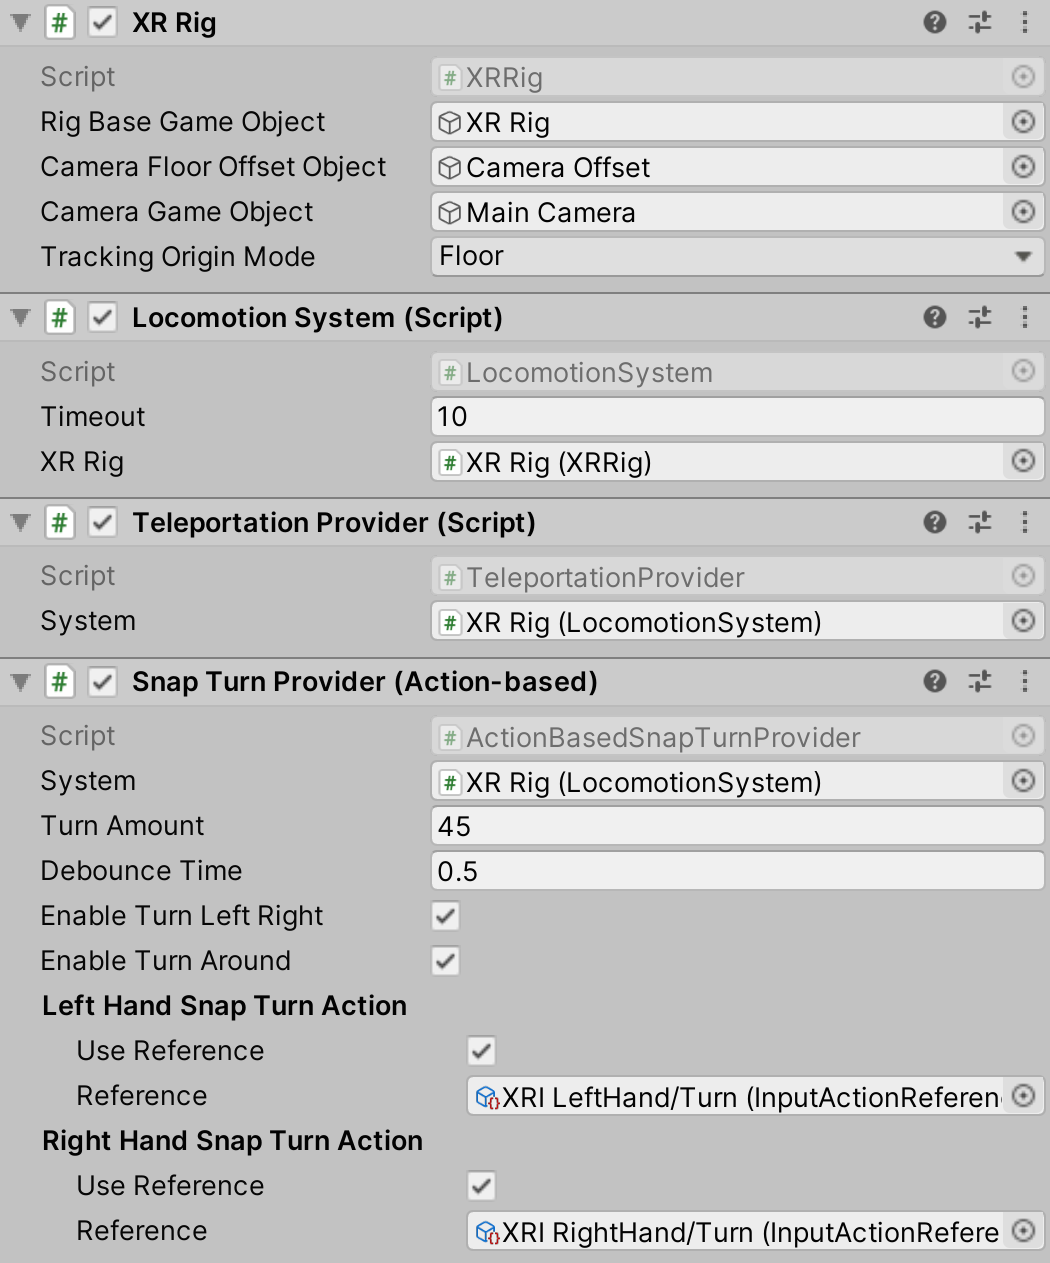 XR Rig
Script XRRig
Rig Base Game Object XR Rig
Camera Floor Offset Object Camera Offset
Camera Game Object Main Camera
Tracking Origin Mode Floor
Locomotion System (Script)
Script LocomotionSystem
Timeout 10
XR Rig XR Rig (XRRig)
Teleportation Provider (Script)
Script TeleportationProvider
System XR Rig (LocomotionSystem)
Snap Turn Provider (Action-based)
Script ActionBasedSnapTurnProvider
System XR Rig (LocomotionSystem)
Turn Amount 45
Debounce Time 0.5
Enable Turn Left Right
Enable Turn Around
Left Hand Snap Turn Action
Use Reference
Reference XRI LeftHand/Turn (InputActionReferen
Right Hand Snap Turn Action
Use Reference
Reference XRI RightHand/Turn (InputActionRefere